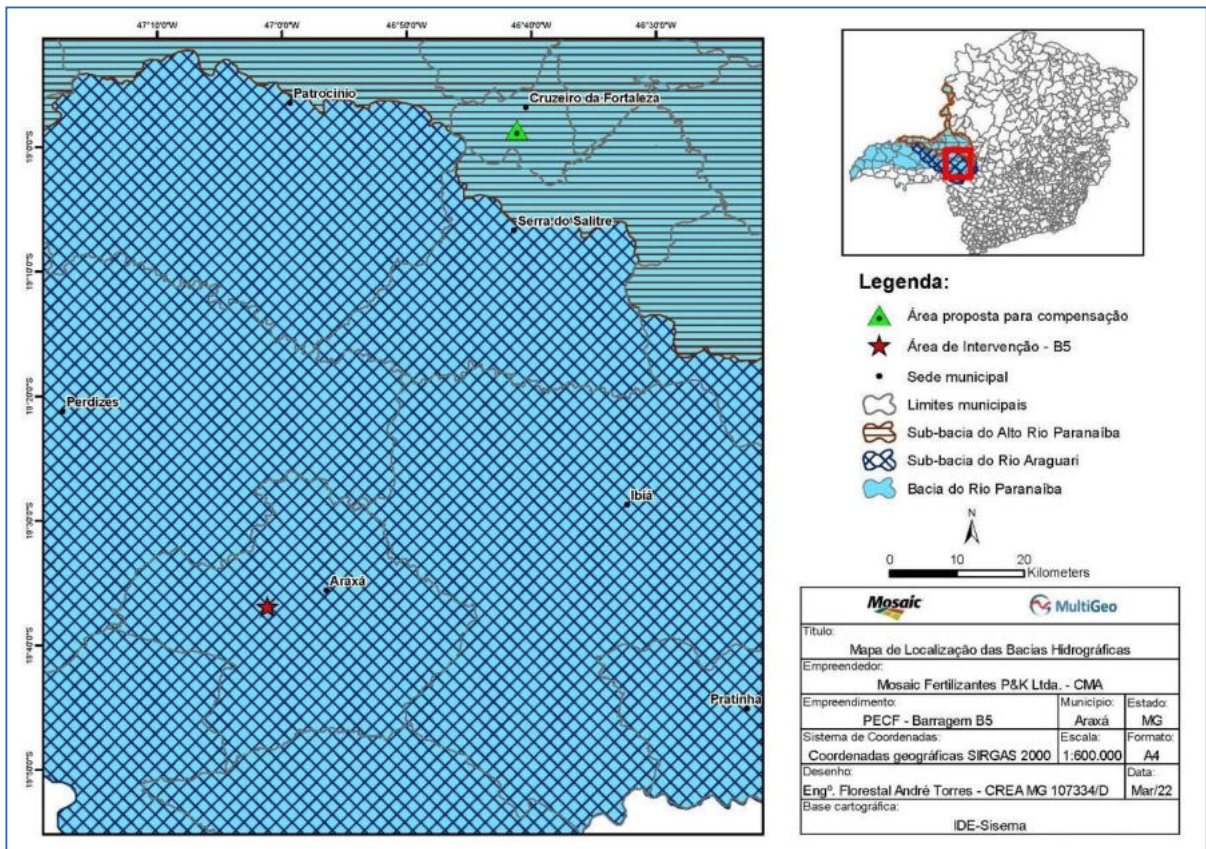 47°10'0"W
47°0'0"W
46°50'0"W
46°40'0"W
46°30'0"W
19°0'0"S
19°10'0"S
19°20'0"S
19°30'0"S
19°40'0"S
19°50'0"S
Patrocínio
Cruzeiro da Fortaleza
Serra do Salitre
Perdizes
Ibiá
Araxá
Pratinha
Legenda:
Área proposta para compensação
Área de Intervenção - B5
Sede municipal
Limites municipais
Sub-bacia do Alto Rio Paranaíba
Sub-bacia do Rio Araguari
Bacia do Rio Paranaíba
N
0 10 20
Kilometers
Mosaic MultiGeo
Título:
Mapa de Localização das Bacias Hidrográficas
Empreendedor:
Mosaic Fertilizantes P&K Ltda. - CMA
Empreendimento: Município: Estado:
PECF - Barragem B5 Araxá MG
Sistema de Coordenadas: Escala: Formato:
Coordenadas geográficas SIRGAS 2000 1:600.000 A4
Desenho: Data:
Engº. Florestal André Torres - CREA MG 107334/D Mar/22
Base cartográfica:
IDE-Sisema